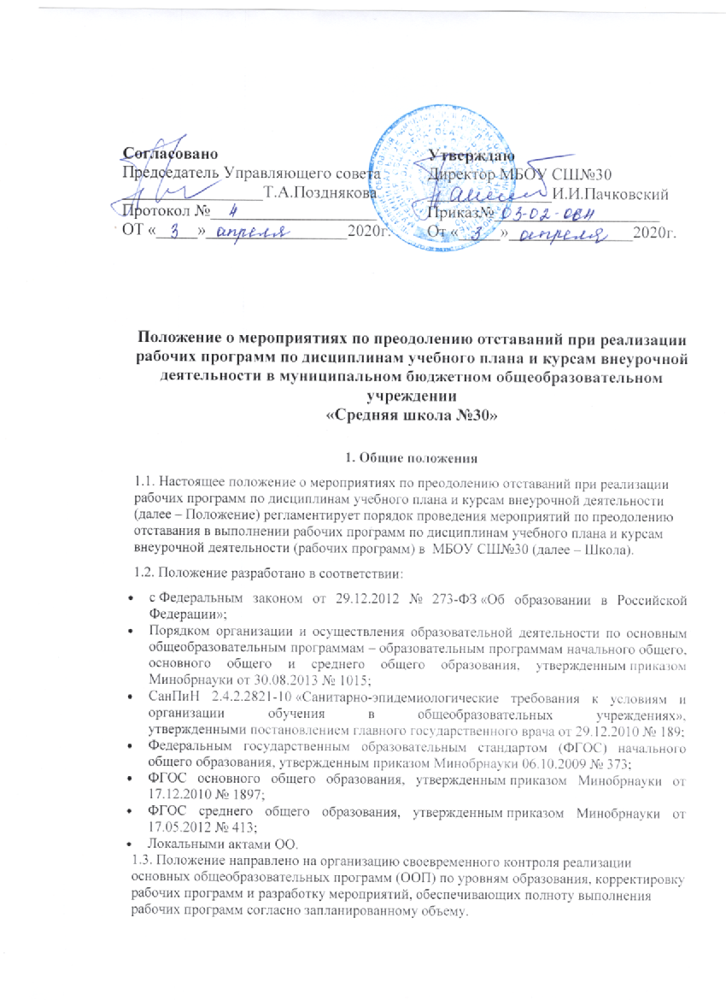 Согласовано
Председатель Управляющего совета
_________________Т.А.Позднякова
Протокол № 4
ОТ « 3 » апреля 2020г.
Утверждаю
Директор МБОУ СШ№30
_______________И.И.Пачковский
Приказ№ 03-02-осн
От « 3 » апреля 2020г.
Положение о мероприятиях по преодолению отставаний при реализации
рабочих программ по дисциплинам учебного плана и курсам внеурочной
деятельности в муниципальном бюджетном общеобразовательном
учреждении
«Средняя школа №30»
1. Общие положения
1.1. Настоящее положение о мероприятиях по преодолению отставаний при реализации
рабочих программ по дисциплинам учебного плана и курсам внеурочной деятельности
(далее – Положение) регламентирует порядок проведения мероприятий по преодолению
отставания в выполнении рабочих программ по дисциплинам учебного плана и курсам
внеурочной деятельности (рабочих программ) в МБОУ СШ№30 (далее – Школа).
1.2. Положение разработано в соответствии:
• с Федеральным законом от 29.12.2012 № 273-ФЗ «Об образовании в Российской
Федерации»;
• Порядком организации и осуществления образовательной деятельности по основным
общеобразовательным программам – образовательным программам начального общего,
основного общего и среднего общего образования, утвержденным приказом
Минобрнауки от 30.08.2013 № 1015;
• СанПиН 2.4.2.2821-10 «Санитарно-эпидемиологические требования к условиям и
организации обучения в общеобразовательных учреждениях»,
утвержденными постановлением главного государственного врача от 29.12.2010 № 189;
• Федеральным государственным образовательным стандартом (ФГОС) начального
общего образования, утвержденным приказом Минобрнауки 06.10.2009 № 373;
• ФГОС основного общего образования, утвержденным приказом Минобрнауки от
17.12.2010 № 1897;
• ФГОС среднего общего образования, утвержденным приказом Минобрнауки от
17.05.2012 № 413;
• Локальными актами ОО.
1.3. Положение направлено на организацию своевременного контроля реализации
основных общеобразовательных программ (ООП) по уровням образования, корректировку
рабочих программ и разработку мероприятий, обеспечивающих полноту выполнения
рабочих программ согласно запланированному объему.